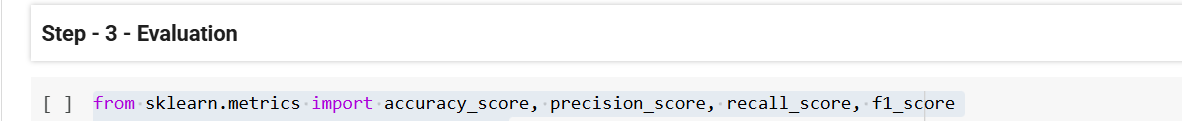 Step - 3 - Evaluation
[ ] from sklearn.metrics import accuracy_score, precision_score, recall_score, f1_score